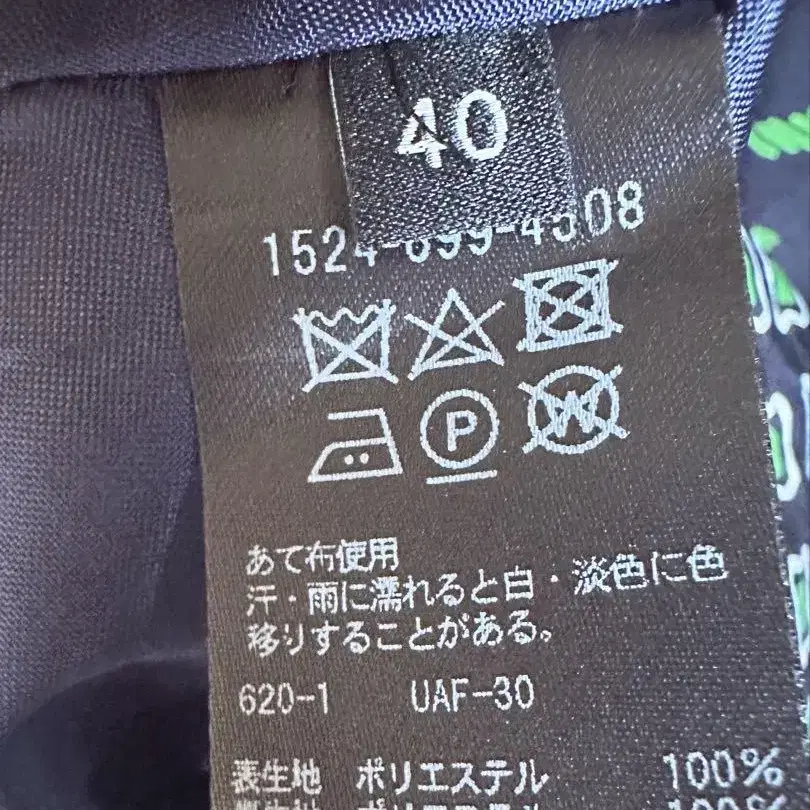 40
1524-699-4508
P
W
あて布使用
汗・雨に濡れると白・淡色に色
移りすることがある。
620-1 UAF-30
表生地 ポリエステル 100%